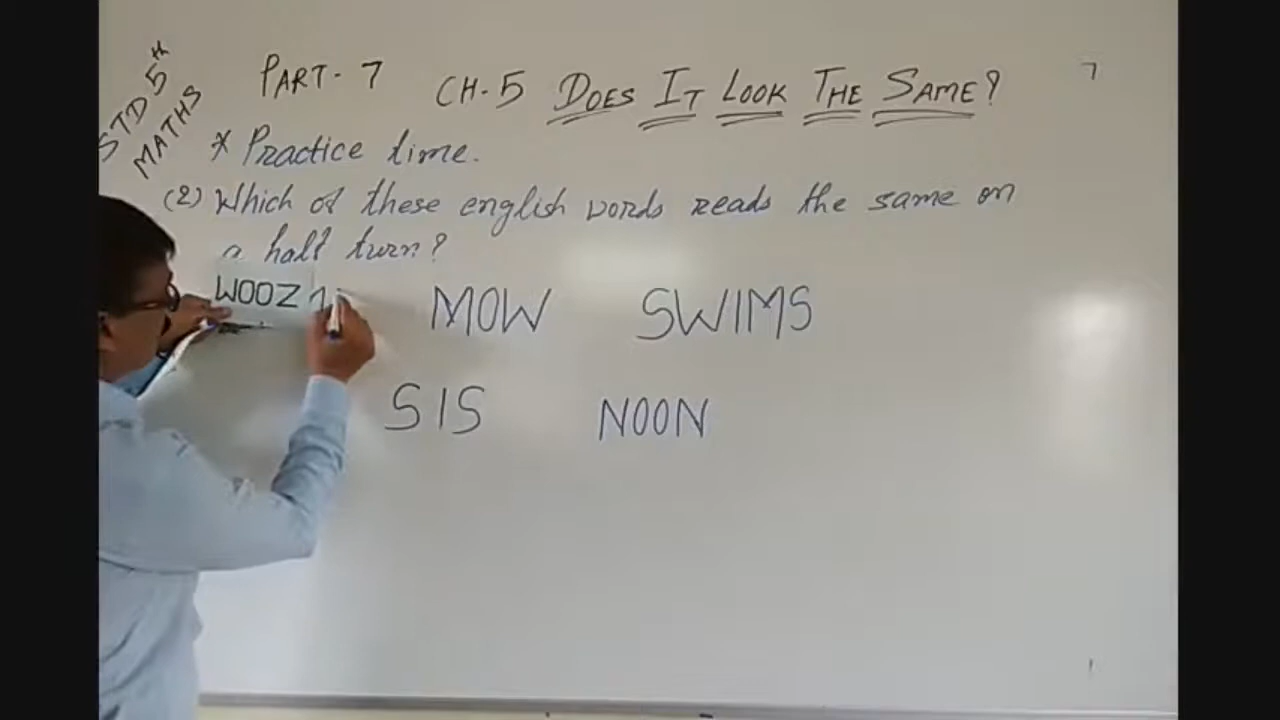 STD 5th
MATHS
PART- 7 CH-5 DOES IT LOOK THE SAME? 7
* Practice time.
(2) Which of these english words reads the same on
a half turn?
WOOZ MOW SWIMS
SIS NOON